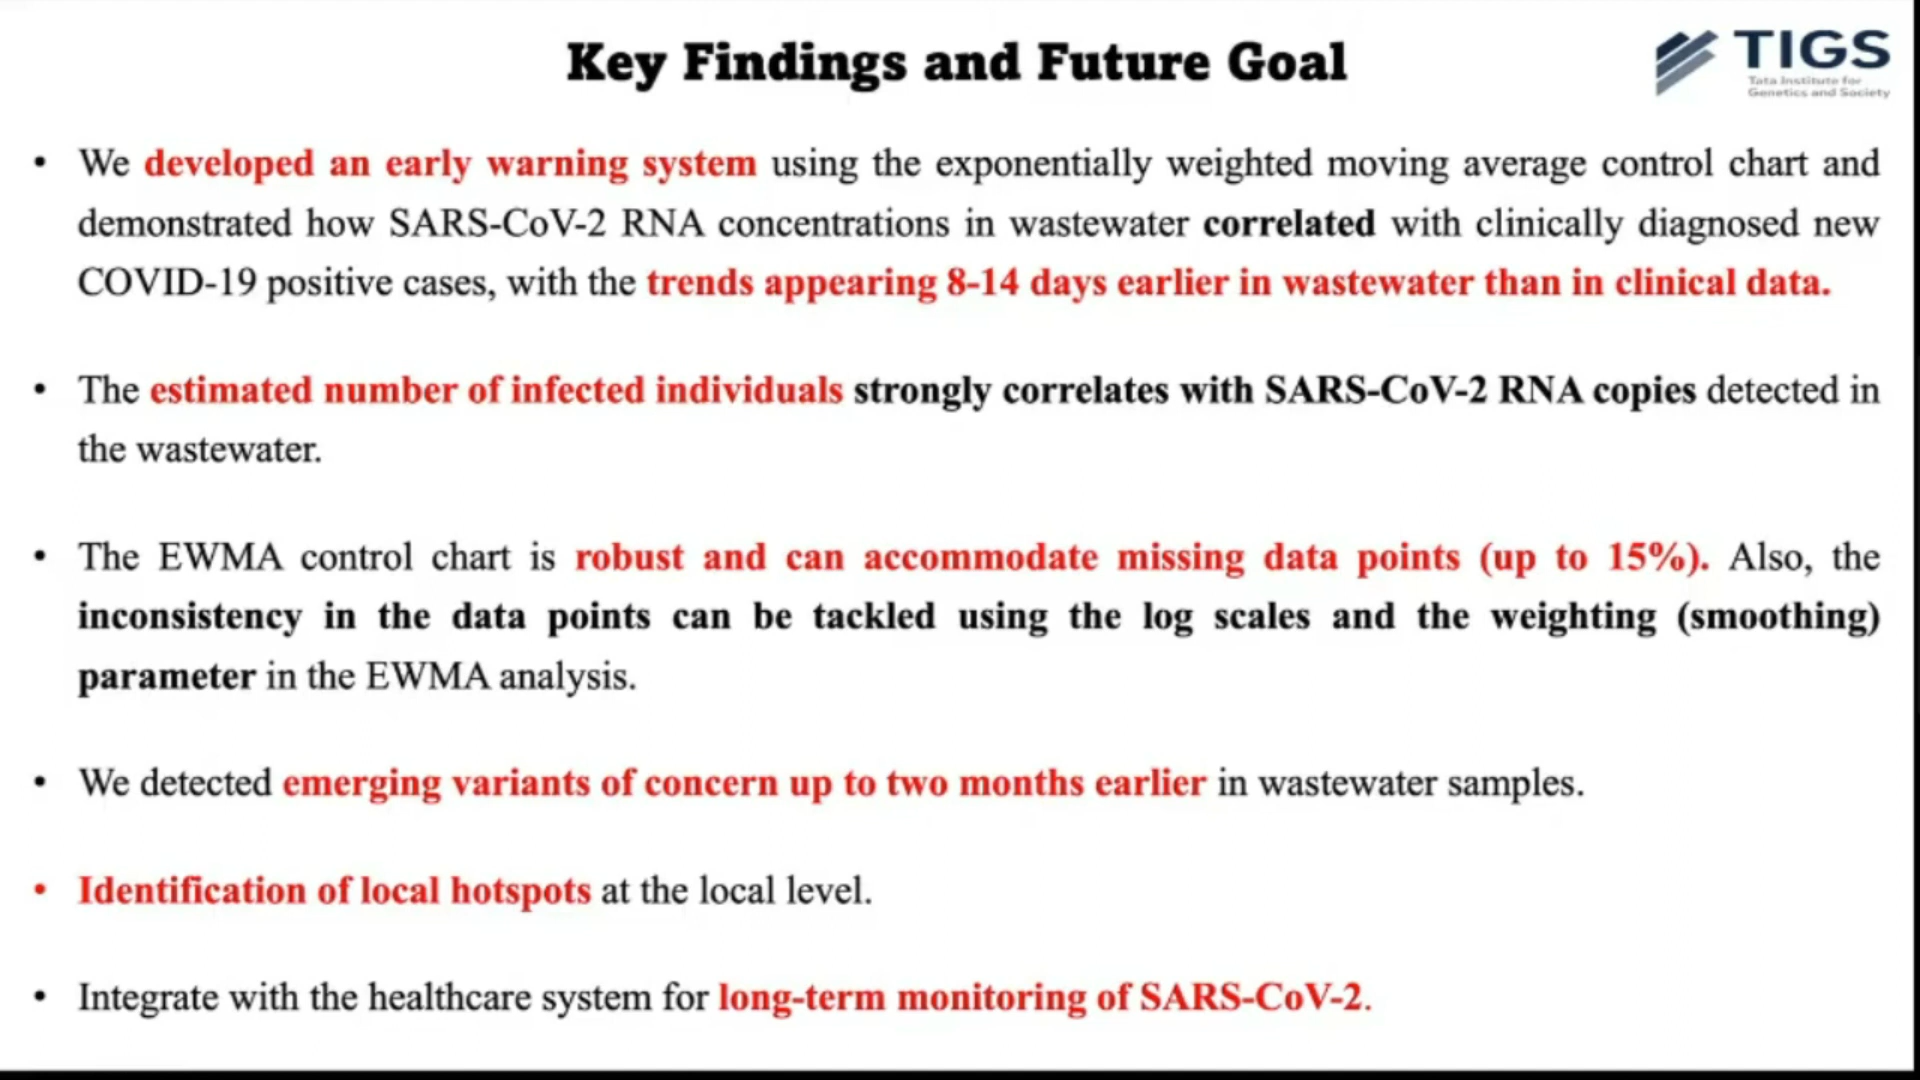 Key Findings and Future Goal
TIGS
Tata Institute for
Genetics and Society
• We developed an early warning system using the exponentially weighted moving average control chart and
demonstrated how SARS-CoV-2 RNA concentrations in wastewater correlated with clinically diagnosed new
COVID-19 positive cases, with the trends appearing 8-14 days earlier in wastewater than in clinical data.
• The estimated number of infected individuals strongly correlates with SARS-CoV-2 RNA copies detected in
the wastewater.
• The EWMA control chart is robust and can accommodate missing data points (up to 15%). Also, the
inconsistency in the data points can be tackled using the log scales and the weighting (smoothing)
parameter in the EWMA analysis.
• We detected emerging variants of concern up to two months earlier in wastewater samples.
• Identification of local hotspots at the local level.
• Integrate with the healthcare system for long-term monitoring of SARS-CoV-2.